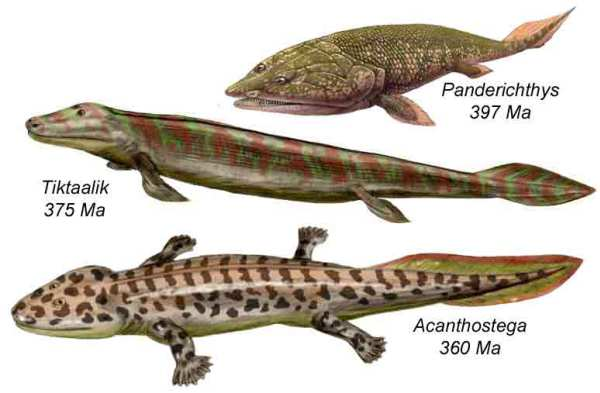 Panderichthys
397 Ma
Tiktaalik
375 Ma
Acanthostega
360 Ma